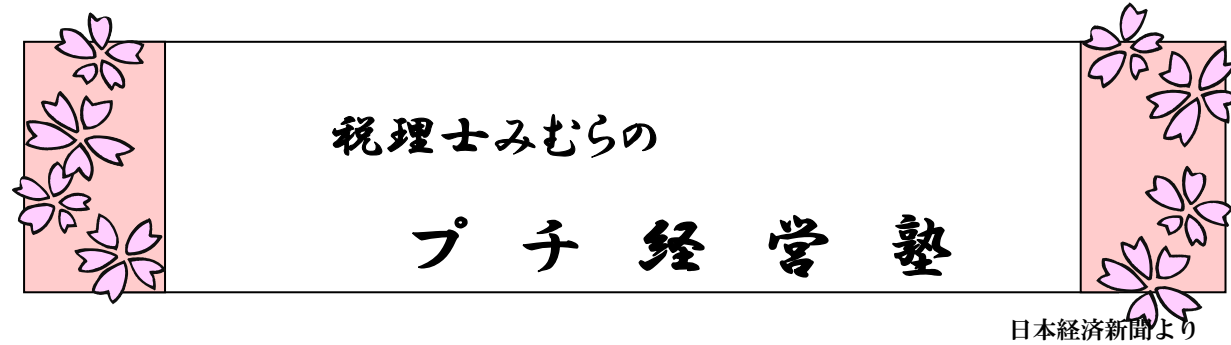 税理士みむらの
プチ経営塾
日本経済新聞より